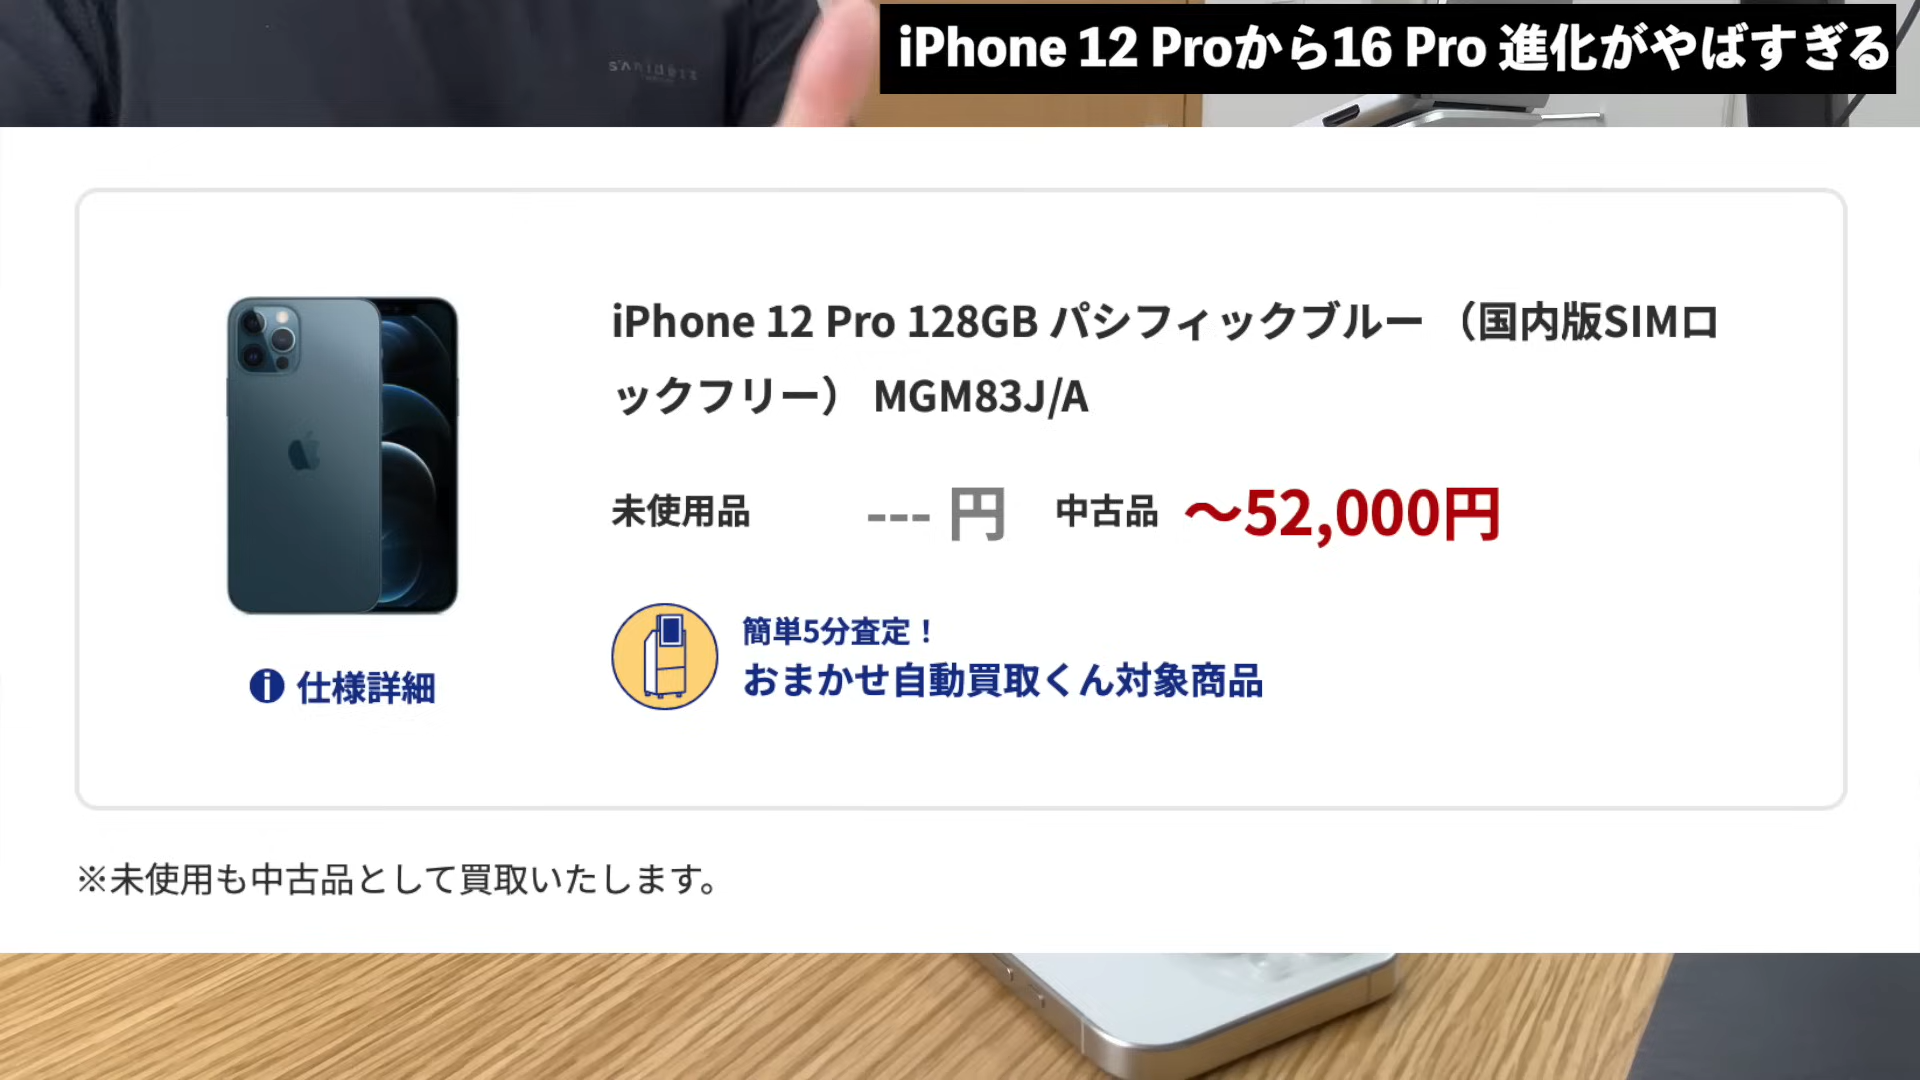 iPhone 12 Proから16 Pro 進化がやばすぎる
iPhone 12 Pro 128GB パシフィックブルー （国内版SIMロ
ックフリー） MGM83J/A
未使用品 --- 円 中古品 ～52,000円
簡単5分査定！
おまかせ自動買取くん対象商品
仕様詳細
※未使用も中古品として買取いたします。